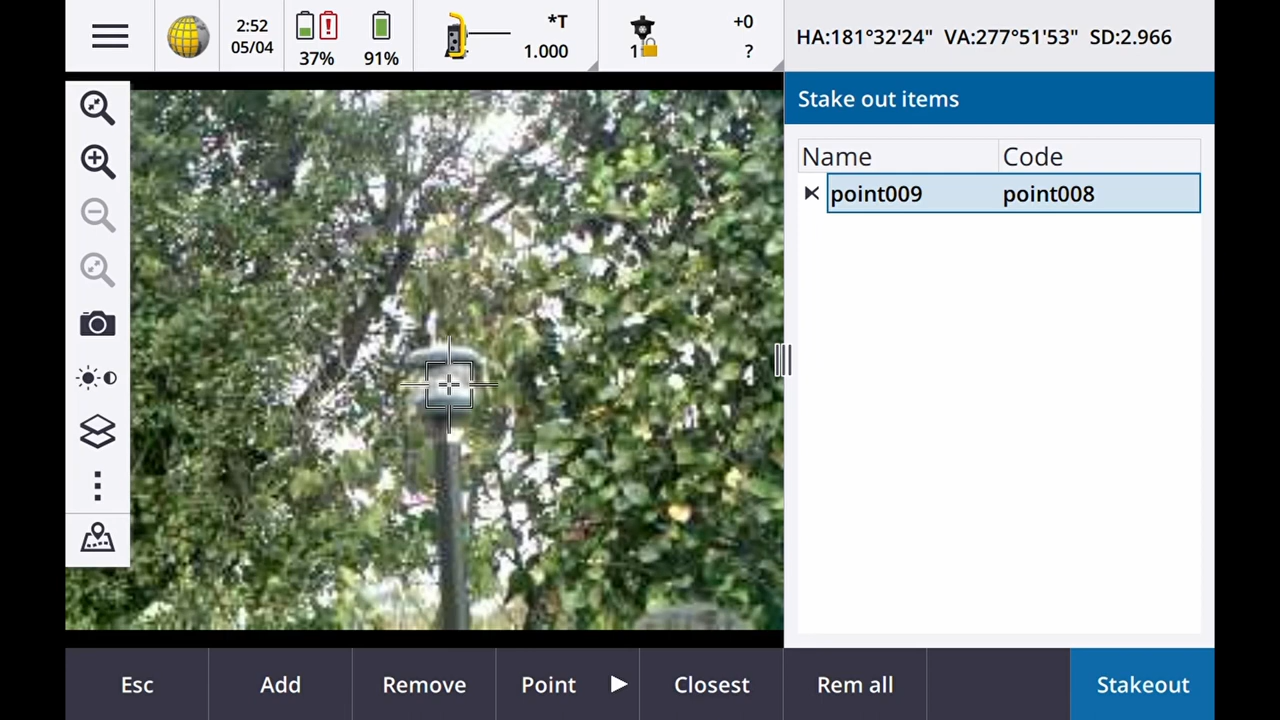 2:52
05/04
37%
91%
*T
1.000
+0
1
?
HA:181°32'24" VA:277°51'53" SD:2.966
Stake out items
Name Code
point009 point008
Esc Add Remove Point Closest Rem all Stakeout